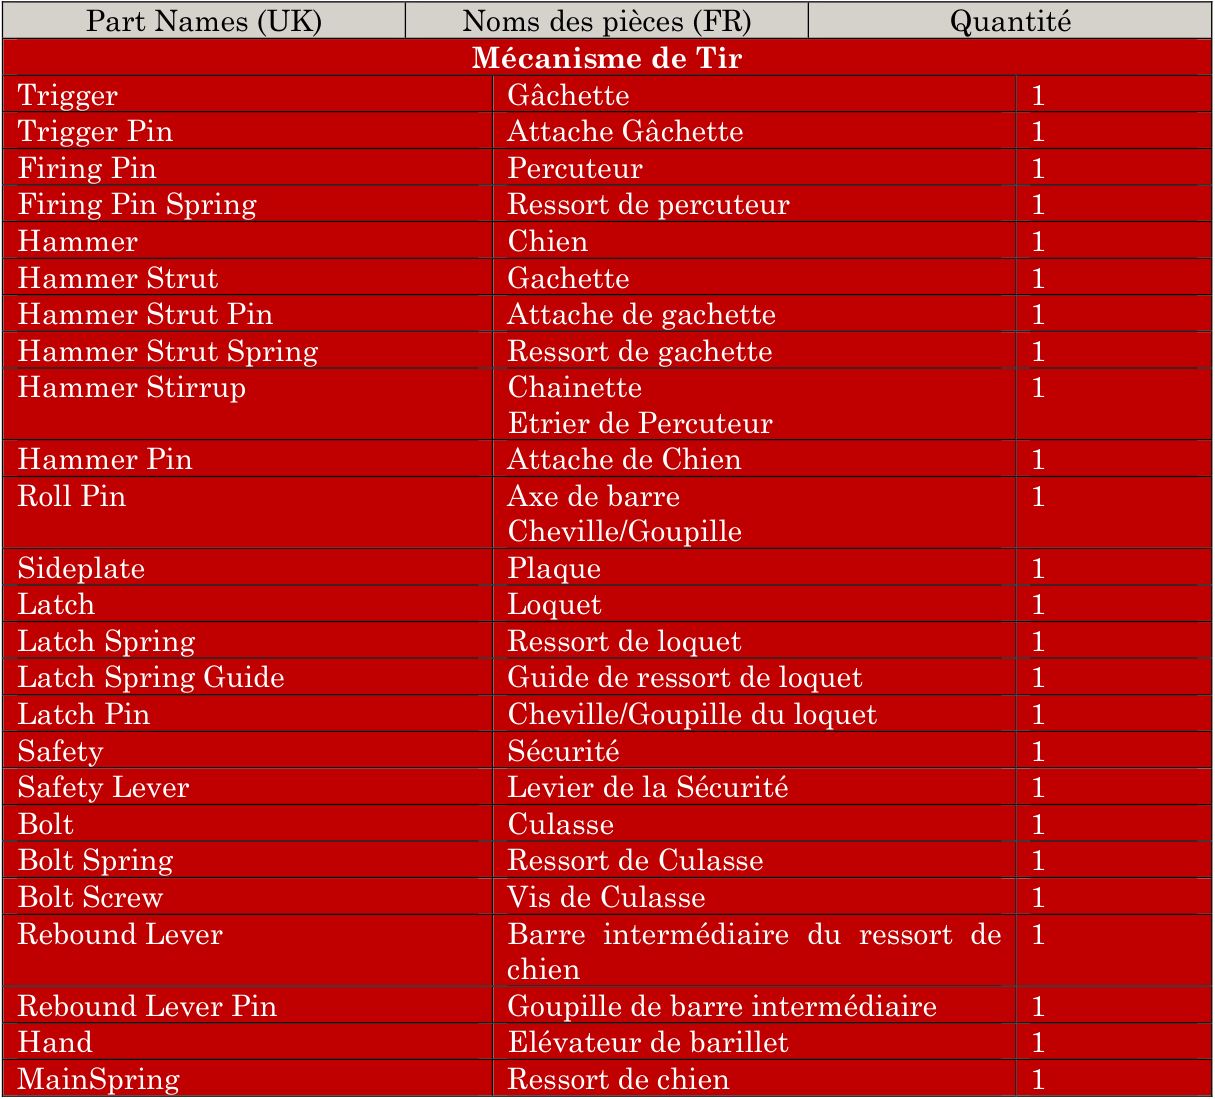 Part Names (UK) Noms des pièces (FR) Quantité
Mécanisme de Tir
Trigger Gâchette 1
Trigger Pin Attache Gâchette 1
Firing Pin Percuteur 1
Firing Pin Spring Ressort de percuteur 1
Hammer Chien 1
Hammer Strut Gachette 1
Hammer Strut Pin Attache de gachette 1
Hammer Strut Spring Ressort de gachette 1
Hammer Stirrup Chainette 1
Etrier de Percuteur
Hammer Pin Attache de Chien 1
Roll Pin Axe de barre 1
Cheville/Goupille
Sideplate Plaque 1
Latch Loquet 1
Latch Spring Ressort de loquet 1
Latch Spring Guide Guide de ressort de loquet 1
Latch Pin Cheville/Goupille du loquet 1
Safety Sécurité 1
Safety Lever Levier de la Sécurité 1
Bolt Culasse 1
Bolt Spring Ressort de Culasse 1
Bolt Screw Vis de Culasse 1
Rebound Lever Barre intermédiaire du ressort de 1
chien
Rebound Lever Pin Goupille de barre intermédiaire 1
Hand Elévateur de barillet 1
MainSpring Ressort de chien 1